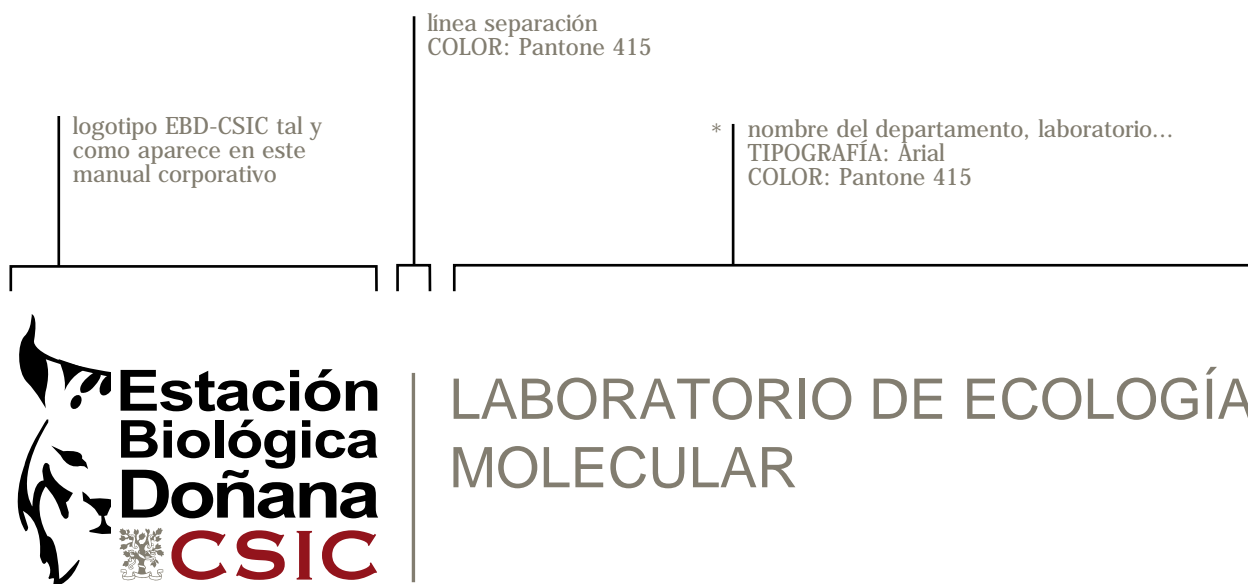 línea separación
COLOR: Pantone 415
logotipo EBD-CSIC tal y
como aparece en este
manual corporativo
* nombre del departamento, laboratorio...
TIPOGRAFÍA: Arial
COLOR: Pantone 415
Estación
Biológica
Doñana
CSIC
LABORATORIO DE ECOLOGÍA
MOLECULAR